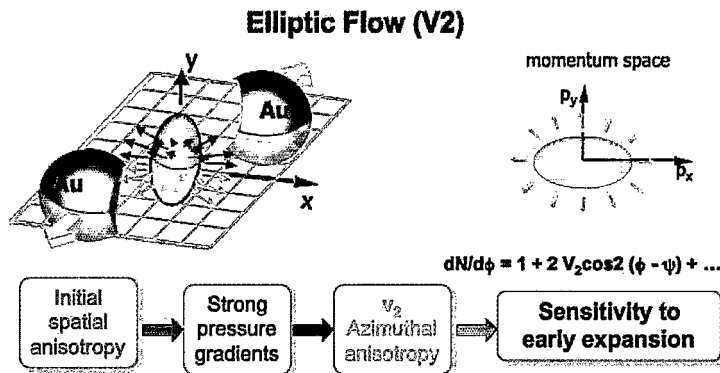 Elliptic Flow (V2)
y
Au
Au
x
momentum space
py
px
dN/dϕ = 1 + 2 V₂cos2 (ϕ - ψ) + ...
Initial
spatial
anisotropy
Strong
pressure
gradients
v₂
Azimuthal
anisotropy
Sensitivity to
early expansion